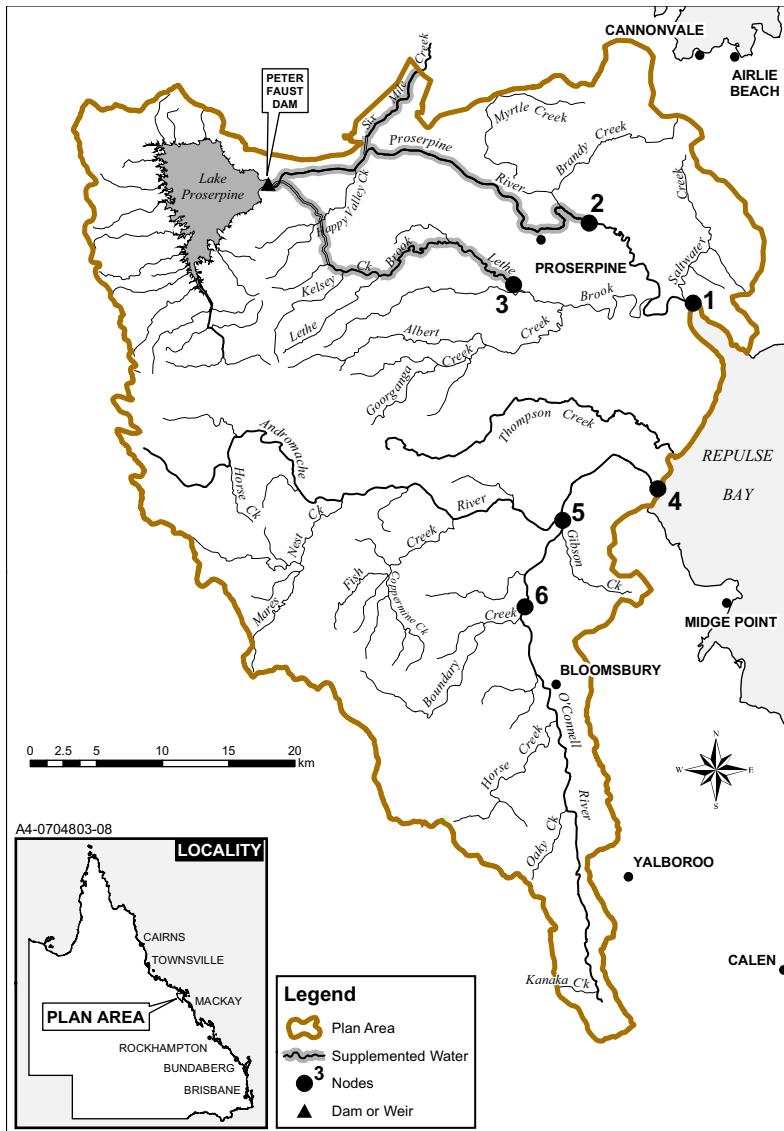 CANNONVALE
AIRLIE
BEACH
PETER
FAUST
DAM
Six Mile Creek
Myrtle Creek
Proserpine River
Brandy Creek
Lake
Proserpine
Happy Valley Ck
2
Saltwater Creek
PROSERPINE
Kelsey Ck
Lethe Brook
3
1
Lethe Brook
Albert Creek
Goorganga Creek
Thompson Creek
REPULSE
BAY
Andromache River
Horse Ck
4
5
Mares Nest Ck
Creek
Gibson Ck
Fish
Coppermine Ck
6
MIDGE POINT
Boundary Creek
BLOOMSBURY
O'Connell River
Horse Creek
N
W E
S
0 2.5 5 10 15 20
km
Oaky Ck
A4-0704803-08
YALBOROO
LOCALITY
CAIRNS
TOWNSVILLE
MACKAY
PLAN AREA
ROCKHAMPTON
BUNDABERG
BRISBANE
CALEN
Kanaka Ck
Legend
Plan Area
Supplemented Water
3 Nodes
Dam or Weir